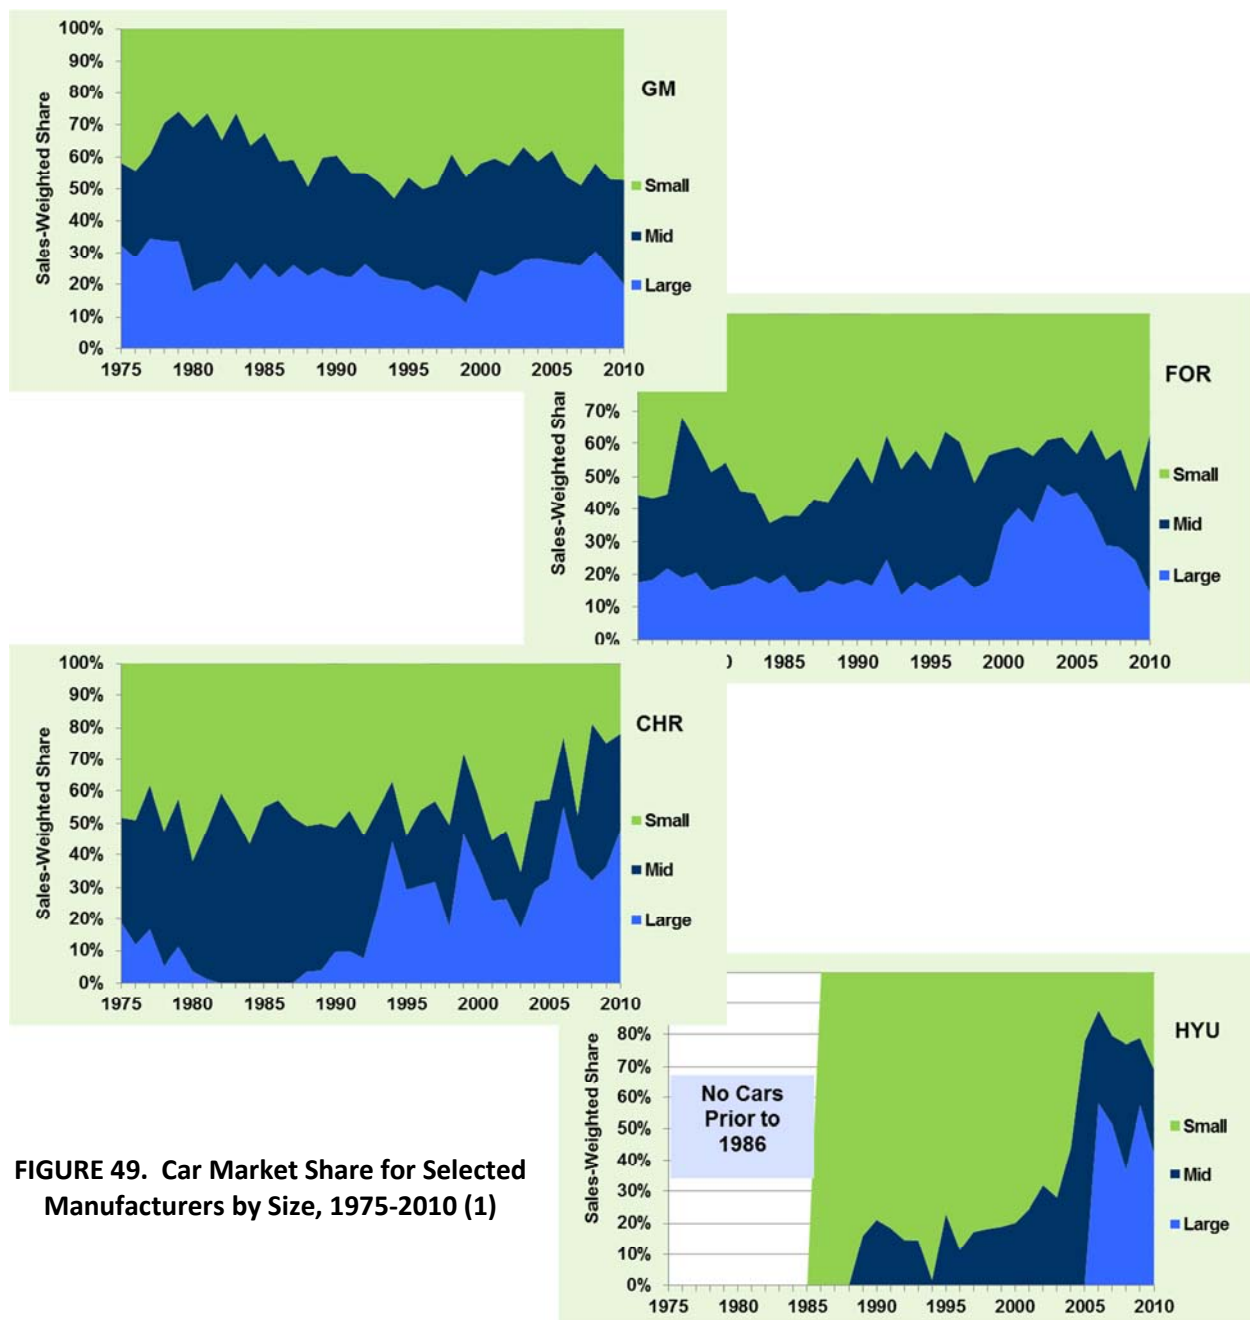 100%
90%
80%
70%
60%
50%
40%
30%
20%
10%
0%
Sales-Weighted Share
1975 1980 1985 1990 1995 2000 2005 2010
GM
Small
Mid
Large
70%
60%
50%
40%
30%
20%
10%
0%
Sales-Weighted Shar
0 1985 1990 1995 2000 2005 2010
FOR
Small
Mid
Large
100%
90%
80%
70%
60%
50%
40%
30%
20%
10%
0%
Sales-Weighted Share
1975 1980 1985 1990 1995 2000 2005 2010
CHR
Small
Mid
Large
80%
70%
60%
50%
40%
30%
20%
10%
0%
Sales-Weighted Share
No Cars
Prior to
1986
1975 1980 1985 1990 1995 2000 2005 2010
HYU
Small
Mid
Large
FIGURE 49. Car Market Share for Selected
Manufacturers by Size, 1975-2010 (1)